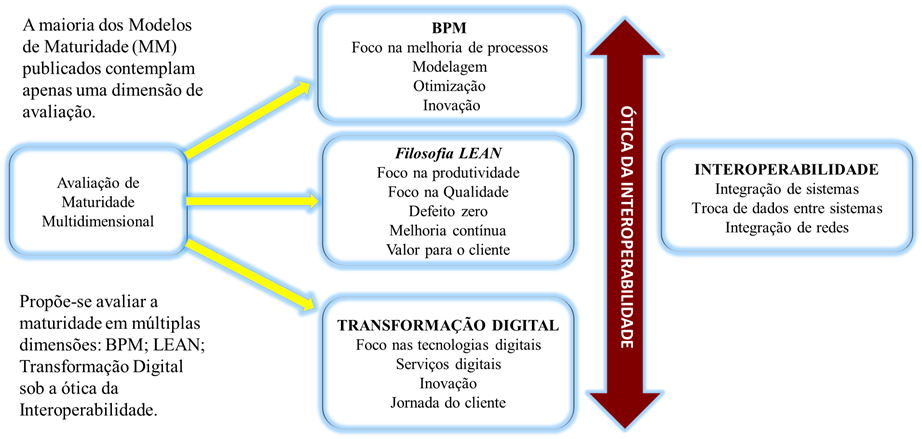 A maioria dos Modelos
de Maturidade (MM)
publicados contemplam
apenas uma dimensão de
avaliação.
Avaliação de
Maturidade
Multidimensional
Propõe-se avaliar a
maturidade em múltiplas
dimensões: BPM; LEAN;
Transformação Digital
sob a ótica da
Interoperabilidade.
BPM
Foco na melhoria de processos
Modelagem
Otimização
Inovação
Filosofia LEAN
Foco na produtividade
Foco na Qualidade
Defeito zero
Melhoria contínua
Valor para o cliente
TRANSFORMAÇÃO DIGITAL
Foco nas tecnologias digitais
Serviços digitais
Inovação
Jornada do cliente
ÓTICA DA INTEROPERABILIDADE
INTEROPERABILIDADE
Integração de sistemas
Troca de dados entre sistemas
Integração de redes